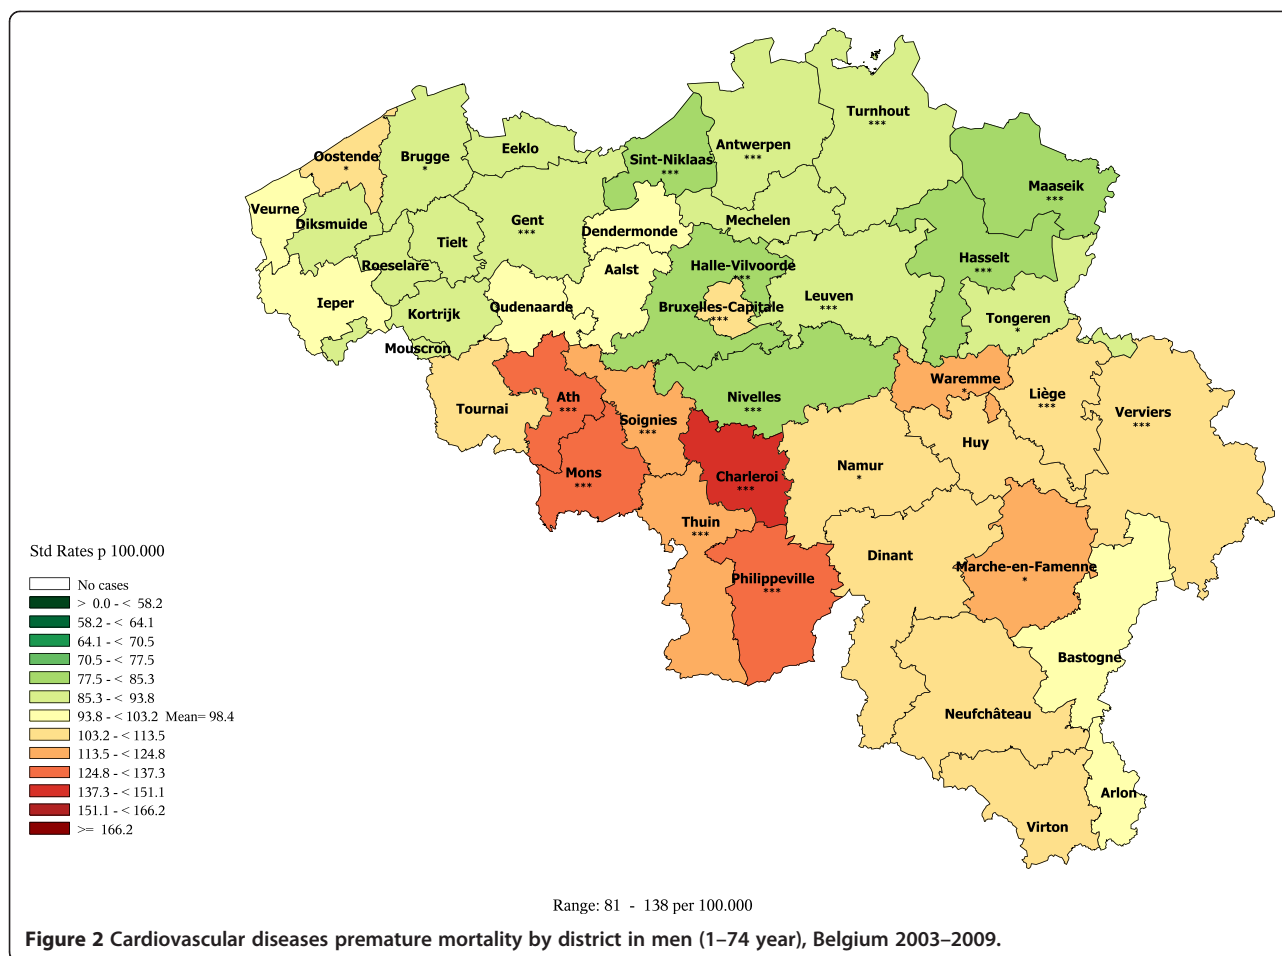 Turnhout
***
Antwerpen
***
Oostende
*
Brugge
*
Eeklo
Sint-Niklaas
***
Maaseik
***
Veurne
Diksmuide
Gent
***
Mechelen
Dendermonde
Tielt
Roeselare
Aalst
Halle-Vilvoorde
***
Hasselt
***
Ieper
Kortrijk
Oudenaarde
Bruxelles-Capitale
***
Leuven
***
Tongeren
*
Mouscron
Waremme
*
Tournai
Ath
***
Soignies
***
Nivelles
***
Liège
***
Verviers
***
Huy
Mons
***
Charleroi
***
Namur
*
Thuin
***
Dinant
Marche-en-Famenne
*
Philippeville
***
Bastogne
Neufchâteau
Arlon
Virton
Std Rates p 100.000
No cases
> 0.0 - < 58.2
58.2 - < 64.1
64.1 - < 70.5
70.5 - < 77.5
77.5 - < 85.3
85.3 - < 93.8
93.8 - < 103.2 Mean= 98.4
103.2 - < 113.5
113.5 - < 124.8
124.8 - < 137.3
137.3 - < 151.1
151.1 - < 166.2
>= 166.2
Range: 81 - 138 per 100.000
Figure 2 Cardiovascular diseases premature mortality by district in men (1–74 year), Belgium 2003–2009.